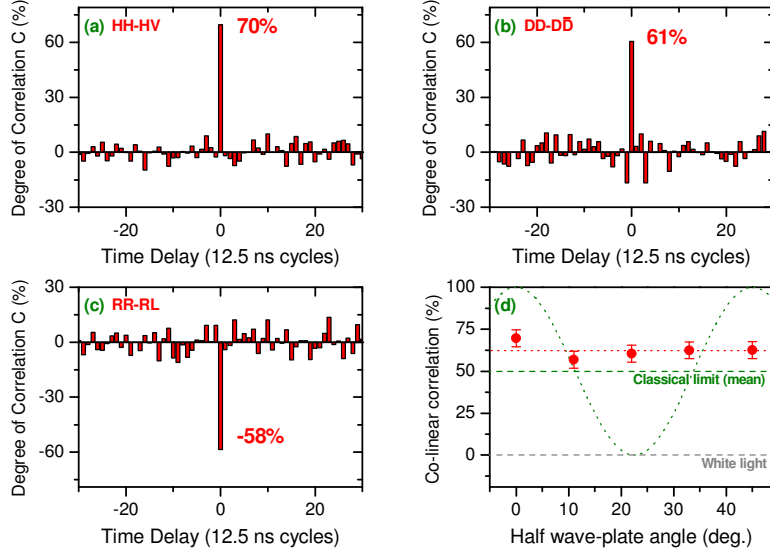 (a) HH-HV
70%
Degree of Correlation C (%)
60
30
0
-30
-20
0
20
Time Delay (12.5 ns cycles)
(b) DD-DD̄
61%
Degree of Correlation C (%)
60
30
0
-30
-20
0
20
Time Delay (12.5 ns cycles)
(c) RR-RL
-58%
Degree of Correlation C (%)
30
0
-30
-60
-20
0
20
Time Delay (12.5 ns cycles)
(d)
Co-linear correlation (%)
100
75
50
25
0
Classical limit (mean)
White light
0
10
20
30
40
Half wave-plate angle (deg.)